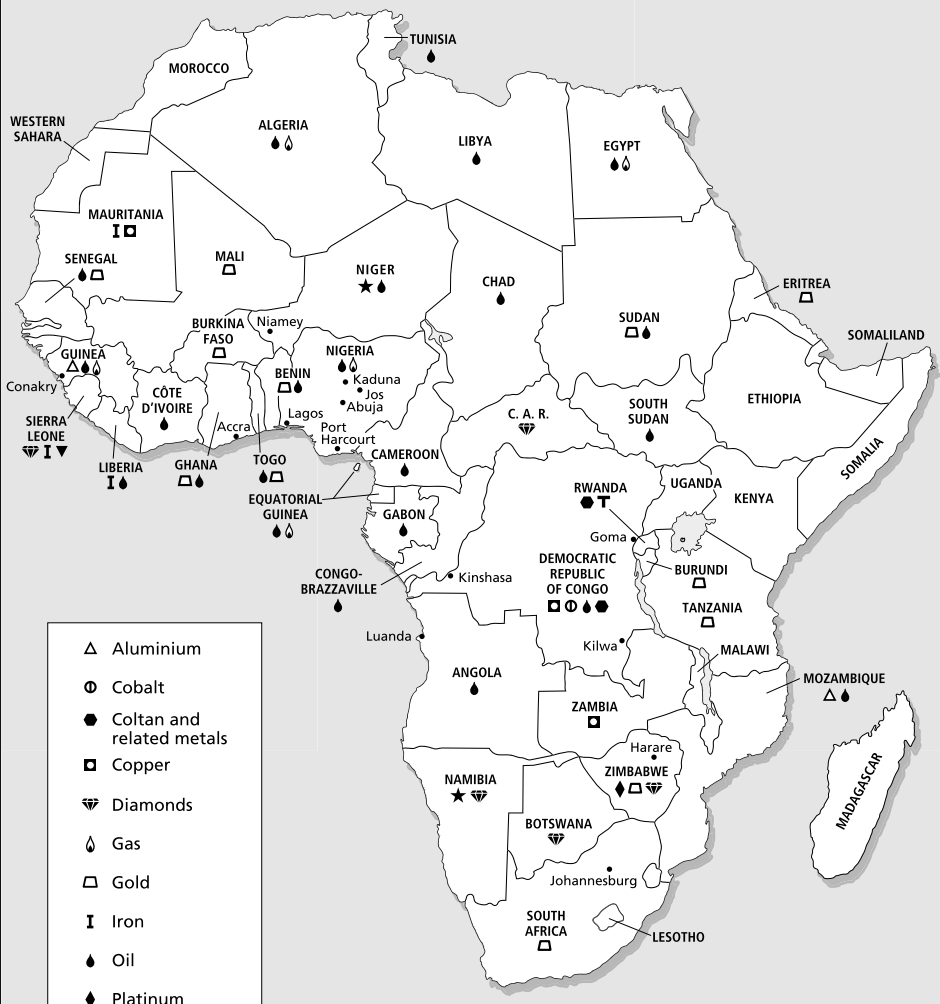 TUNISIA
MOROCCO
WESTERN
SAHARA
ALGERIA
LIBYA
EGYPT
MAURITANIA
SENEGAL
MALI
NIGER
CHAD
SUDAN
ERITREA
SOMALILAND
BURKINA
FASO
Niamey
GUINEA
Conakry
NIGERIA
Kaduna
Jos
Abuja
BENIN
CÔTE
D'IVOIRE
Lagos
Accra
Port
Harcourt
SIERRA
LEONE
LIBERIA
GHANA
TOGO
CAMEROON
C. A. R.
SOUTH
SUDAN
ETHIOPIA
SOMALIA
EQUATORIAL
GUINEA
GABON
RWANDA
UGANDA
KENYA
Goma
CONGO-
BRAZZAVILLE
Kinshasa
DEMOCRATIC
REPUBLIC
OF CONGO
BURUNDI
TANZANIA
Luanda
Kilwa
MALAWI
ANGOLA
ZAMBIA
MOZAMBIQUE
Harare
NAMIBIA
ZIMBABWE
MADAGASCAR
BOTSWANA
Johannesburg
SOUTH
AFRICA
LESOTHO
Aluminium
Cobalt
Coltan and
related metals
Copper
Diamonds
Gas
Gold
Iron
Oil
Platinum